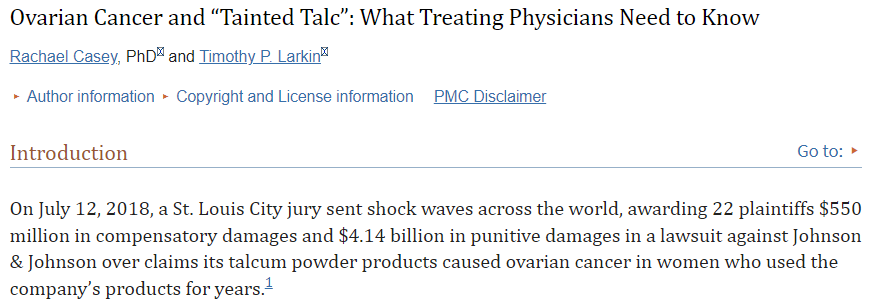 Ovarian Cancer and “Tainted Talc”: What Treating Physicians Need to Know
Rachael Casey, PhD and Timothy P. Larkin
Author information Copyright and License information PMC Disclaimer
Introduction Go to:
On July 12, 2018, a St. Louis City jury sent shock waves across the world, awarding 22 plaintiffs $550
million in compensatory damages and $4.14 billion in punitive damages in a lawsuit against Johnson
& Johnson over claims its talcum powder products caused ovarian cancer in women who used the
company’s products for years.1